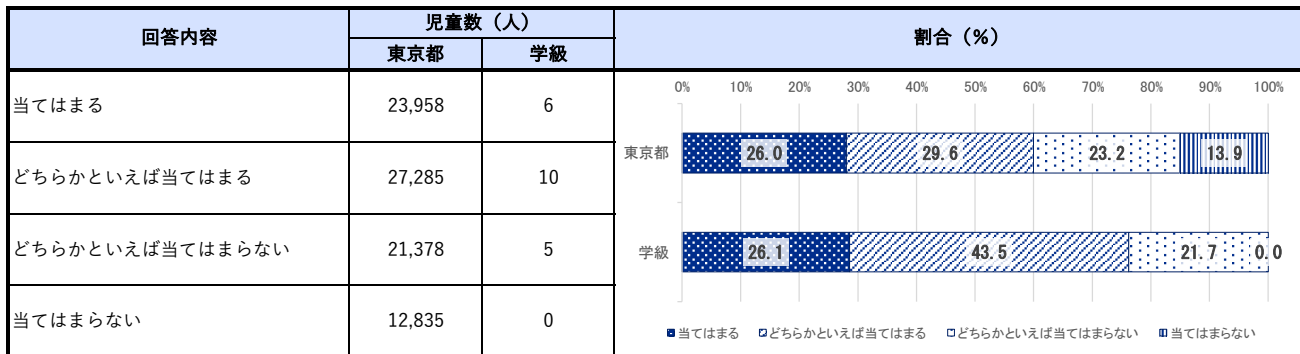 回答内容 児童数(人) 割合(%)
東京都 学級
当てはまる 23,958 6
どちらかといえば当てはまる 27,285 10
どちらかといえば当てはまらない 21,378 5
当てはまらない 12,835 0
0% 10% 20% 30% 40% 50% 60% 70% 80% 90% 100%
東京都 26.0 29.6 23.2 13.9
学級 26.1 43.5 21.7 0.0
当てはまる どちらかといえば当てはまる どちらかといえば当てはまらない 当てはまらない